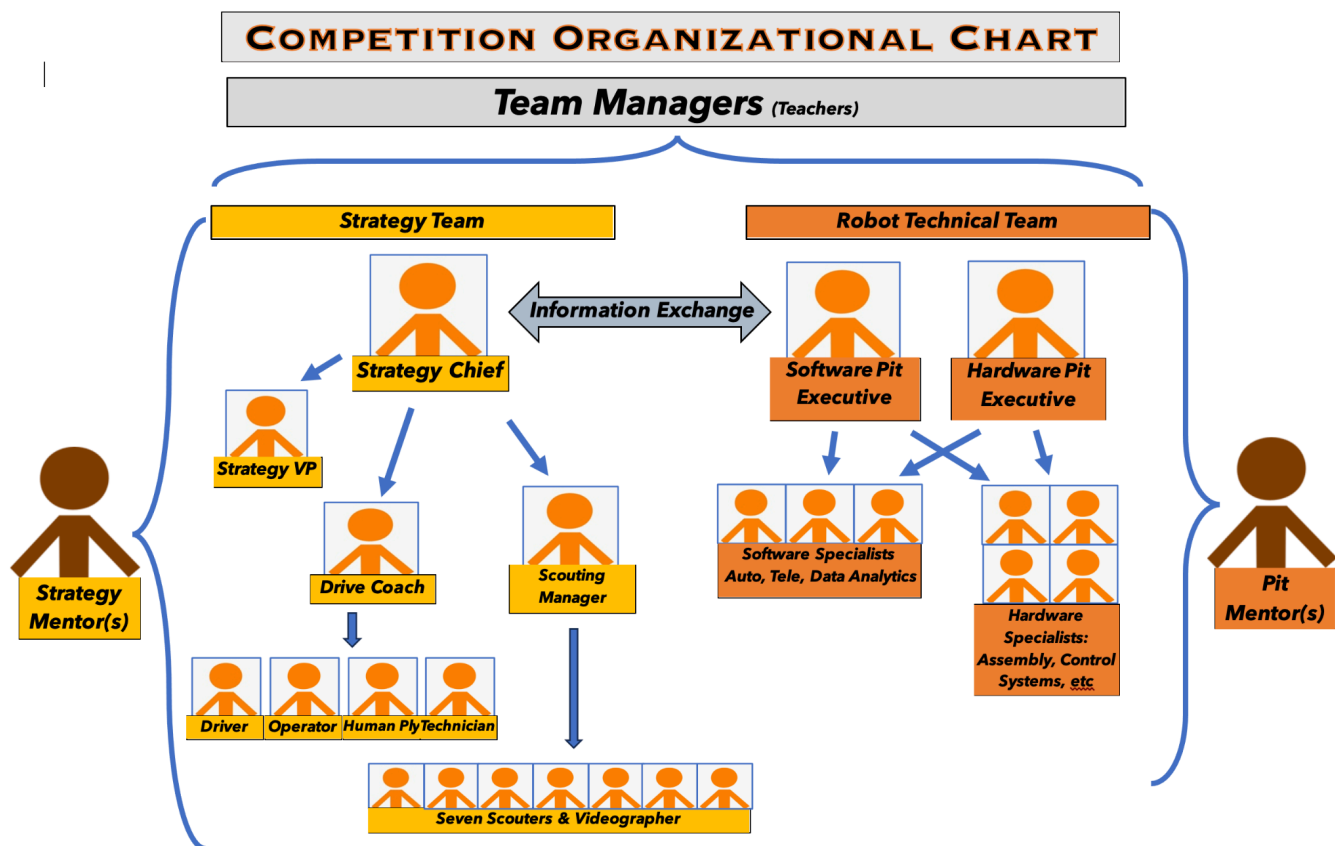 COMPETITION ORGANIZATIONAL CHART
Team Managers (Teachers)
Strategy Team
Robot Technical Team
Information Exchange
Strategy Chief
Software Pit
Executive
Hardware Pit
Executive
Strategy VP
Drive Coach
Scouting
Manager
Software Specialists
Auto, Tele, Data Analytics
Hardware
Specialists:
Assembly, Control
Systems, etc
Strategy
Mentor(s)
Pit
Mentor(s)
Driver
Operator
Human Ply
Technician
Seven Scouters & Videographer